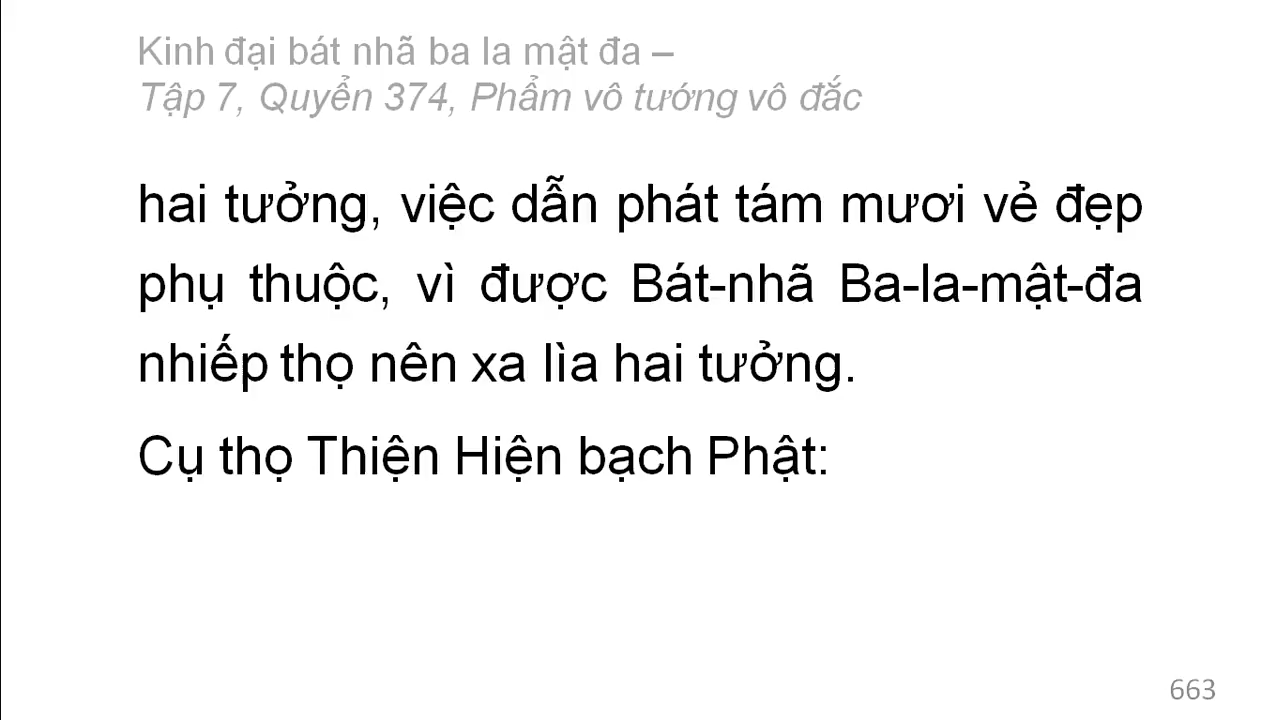 Kinh đại bát nhã ba la mật đa –
Tập 7, Quyển 374, Phẩm vô tướng vô đắc
hai tưởng, việc dẫn phát tám mươi vẻ đẹp
phụ thuộc, vì được Bát-nhã Ba-la-mật-đa
nhiếp thọ nên xa lìa hai tưởng.
Cụ thọ Thiện Hiện bạch Phật:
663